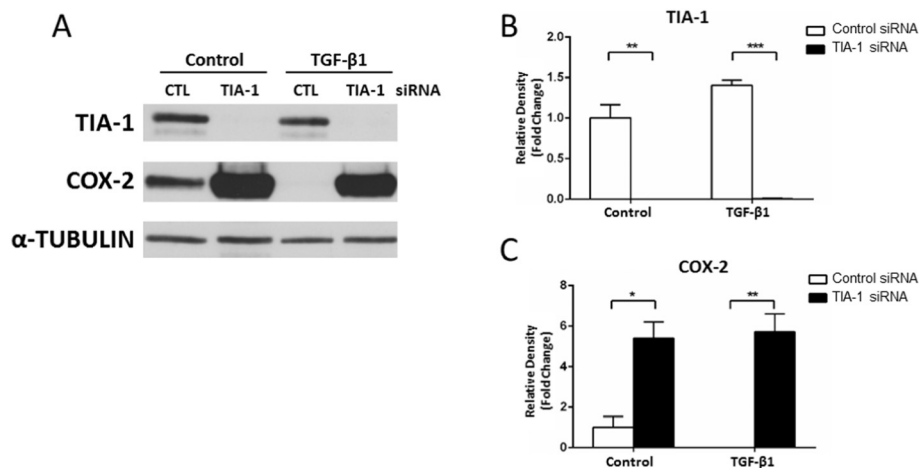 A
Control TGF-β1
CTL TIA-1 CTL TIA-1 siRNA
TIA-1
COX-2
α-TUBULIN
B
TIA-1
Control siRNA
TIA-1 siRNA
Relative Density
(Fold Change)
2.0
1.5
1.0
0.5
0.0
** ***
Control TGF-β1
C
COX-2
Control siRNA
TIA-1 siRNA
Relative Density
(Fold Change)
8
6
4
2
0
* **
Control TGF-β1